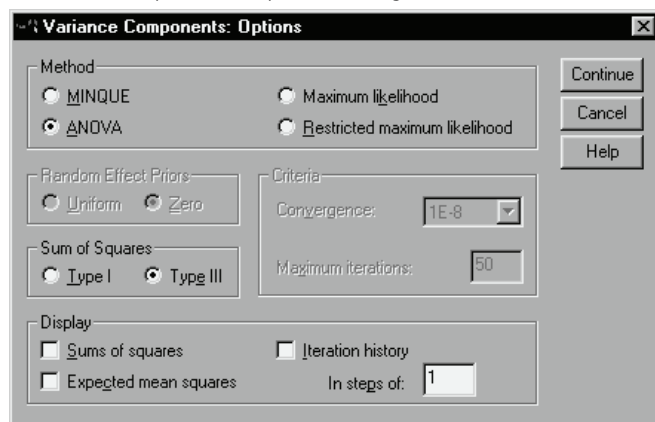 Variance Components: Options
Method
MINQUE
Maximum likelihood
ANOVA
Restricted maximum likelihood
Continue
Cancel
Help
Random Effect Priors
Uniform
Zero
Criteria
Convergence:
1E-8
Maximum iterations:
50
Sum of Squares
Type I
Type III
Display
Sums of squares
Iteration history
Expected mean squares
In steps of:
1